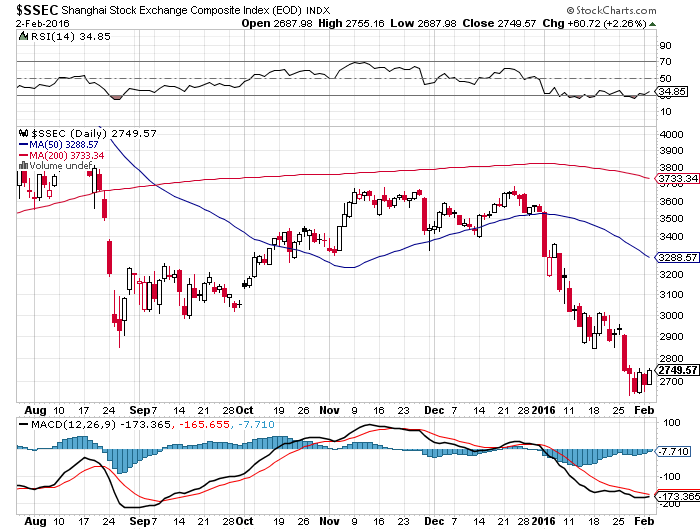 $SSEC Shanghai Stock Exchange Composite Index (EOD) INDX © StockCharts.com
2-Feb-2016 Open 2687.98 High 2755.16 Low 2687.98 Close 2749.57 Chg +60.72 (+2.26%)
RSI(14) 34.85
90
70
50
34.85
30
10
$SSEC (Daily) 2749.57
MA(50) 3288.57
MA(200) 3733.34
Volume undef
4000
3900
3800
3733.34
3700
3600
3500
3400
3288.57
3200
3100
3000
2900
2800
2749.57
2700
Aug 10 17 24 Sep 7 14 21 Oct 12 19 26 Nov 9 16 23 Dec 7 14 21 28 2016 11 18 25 Feb
MACD(12,26,9) -173.365, -165.655, -7.710
100
-7.710
-100
-173.365
-200
Aug 10 17 24 Sep 7 14 21 Oct 12 19 26 Nov 9 16 23 Dec 7 14 21 28 2016 11 18 25 Feb